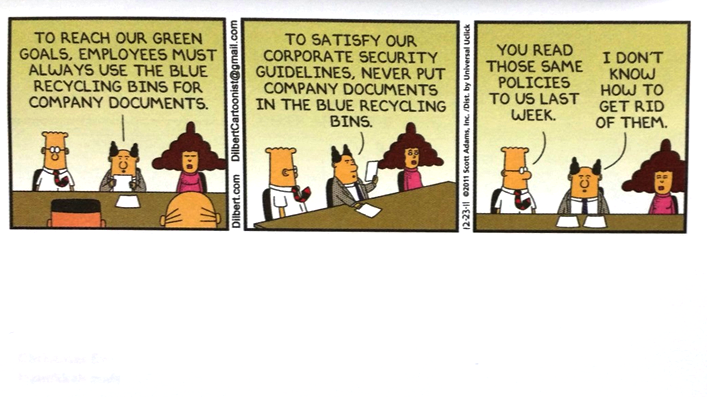 TO REACH OUR GREEN
GOALS, EMPLOYEES MUST
ALWAYS USE THE BLUE
RECYCLING BINS FOR
COMPANY DOCUMENTS.
Dilbert.com DilbertCartoonist@gmail.com
TO SATISFY OUR
CORPORATE SECURITY
GUIDELINES, NEVER PUT
COMPANY DOCUMENTS
IN THE BLUE RECYCLING
BINS.
12-23-11 ©2011 Scott Adams, Inc. /Dist. by Universal Uclick
YOU READ
THOSE SAME
POLICIES
TO US LAST
WEEK.
I DON'T
KNOW
HOW TO
GET RID
OF THEM.